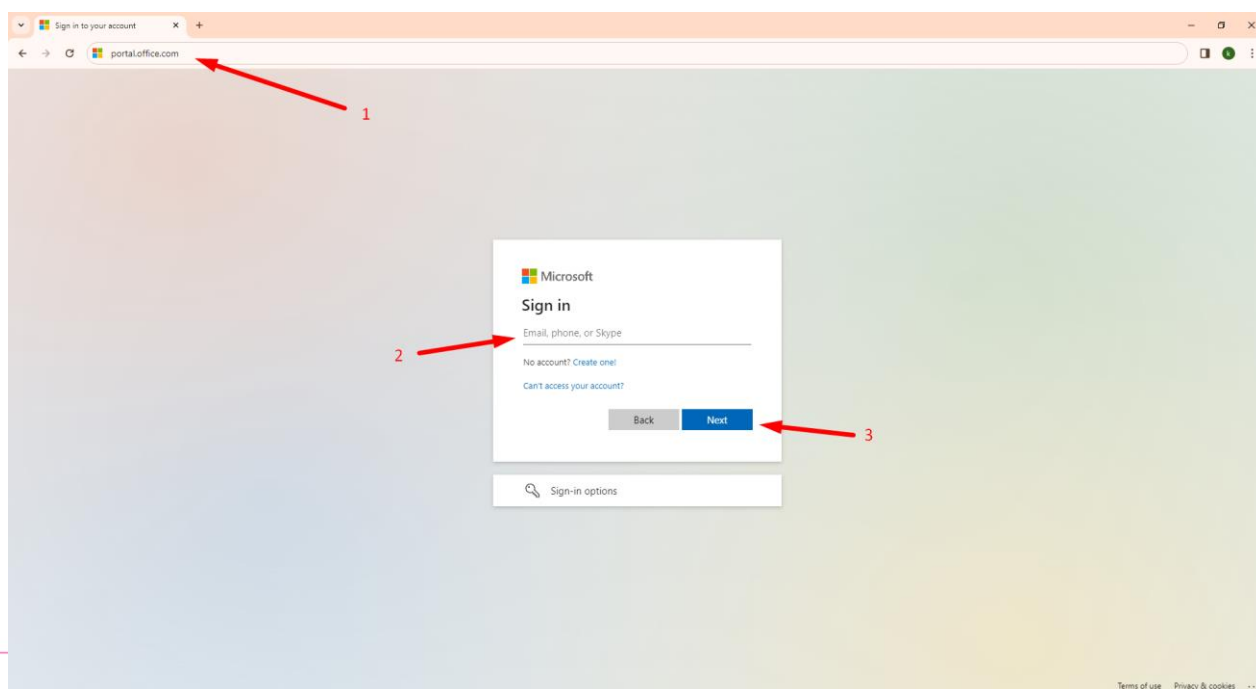 Sign in to your account
portal.office.com
1
Microsoft
Sign in
Email, phone, or Skype
2
No account? Create one!
Can't access your account?
Back Next
3
Sign-in options
Terms of use Privacy & cookies